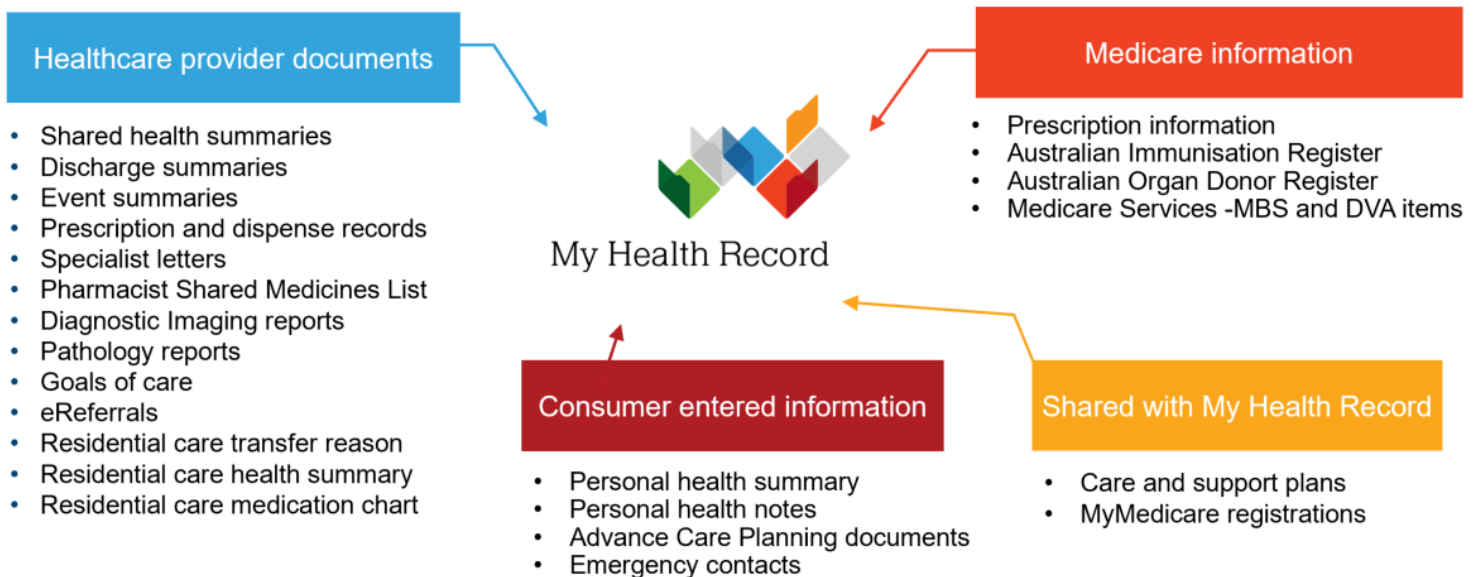 Healthcare provider documents
• Shared health summaries
• Discharge summaries
• Event summaries
• Prescription and dispense records
• Specialist letters
• Pharmacist Shared Medicines List
• Diagnostic Imaging reports
• Pathology reports
• Goals of care
• eReferrals
• Residential care transfer reason
• Residential care health summary
• Residential care medication chart
My Health Record
Medicare information
• Prescription information
• Australian Immunisation Register
• Australian Organ Donor Register
• Medicare Services -MBS and DVA items
Consumer entered information
• Personal health summary
• Personal health notes
• Advance Care Planning documents
• Emergency contacts
Shared with My Health Record
• Care and support plans
• MyMedicare registrations